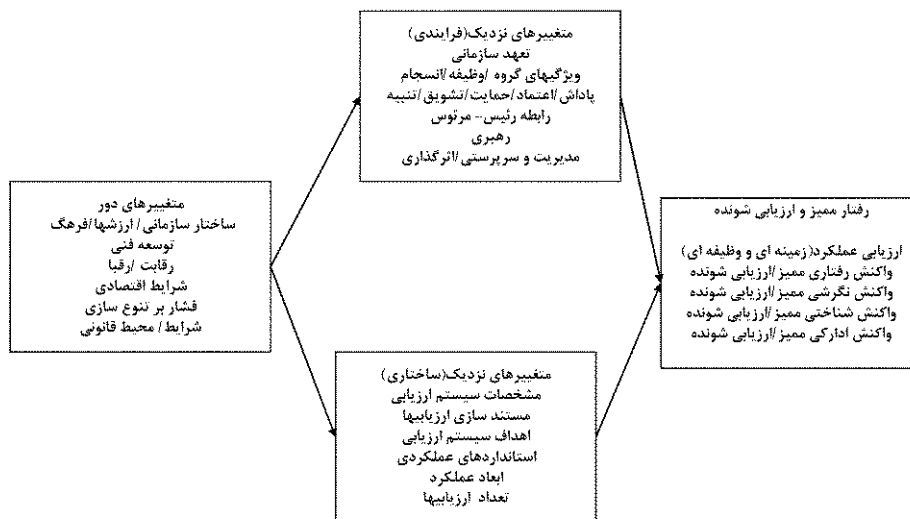 متغییرهای نزدیک(فرایندی)
تعهد سازمانی
ویژگیهای گروه /وظیفه/انسجام
پاداش/اعتماد/حمایت/تشویق/تنبیه
رابطه رئیس-- مرئوس
رهبری
مدیریت و سرپرستی/اثرگذاری
متغییرهای دور
ساختار سازمانی/ ارزشها/فرهگ
توسعه فنی
رقابت /رقبا
شرایط اقتصادی
فشار بر تنوع سازی
شرایط/ محیط قانونی
رفتار ممیز و ارزیابی شونده
ارزیابی عملکرد(زمینه ای و وظیفه ای)
واکنش رفتاری ممیز/ارزیابی شونده
واکنش نگرشی ممیز/ارزیابی شونده
واکنش شناختی ممیز/ارزیابی شونده
واکنش ادارکی ممیز/ارزیابی شونده
متغییرهای نزدیک(ساختاری)
مشخصات سیستم ارزیابی
مستند سازی ارزیابیها
اهداف سیستم ارزیابی
استانداردهای عملکردی
ابعاد عملکرد
تعداد ارزیابیها